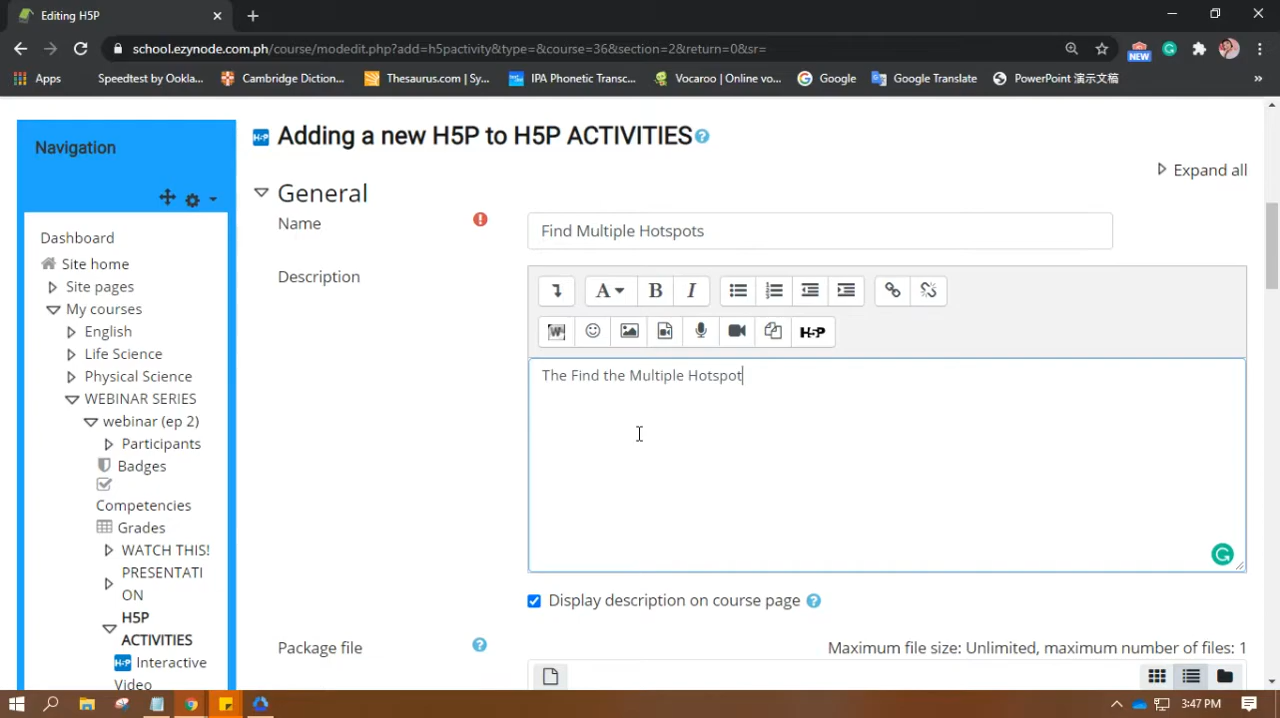 Editing H5P
school.ezynode.com.ph/course/modedit.php?add=h5pactivity&type=&course=36&section=2&return=0&sr=
NEW
Apps Speedtest by Ookla... Cambridge Diction... Thesaurus.com | Sy... IPA Phonetic Transc... Vocaroo | Online vo... Google Google Translate PowerPoint 演示文稿 »
Navigation
Dashboard
Site home
Site pages
My courses
English
Life Science
Physical Science
WEBINAR SERIES
webinar (ep 2)
Participants
Badges
Competencies
Grades
WATCH THIS!
PRESENTATI
ON
H5P
ACTIVITIES
H-P Interactive
Video
H-P Adding a new H5P to H5P ACTIVITIES ?
Expand all
General
Name ! Find Multiple Hotspots
Description
A B I
W H-P
The Find the Multiple Hotspot
Display description on course page ?
Package file ? Maximum file size: Unlimited, maximum number of files: 1
3:47 PM